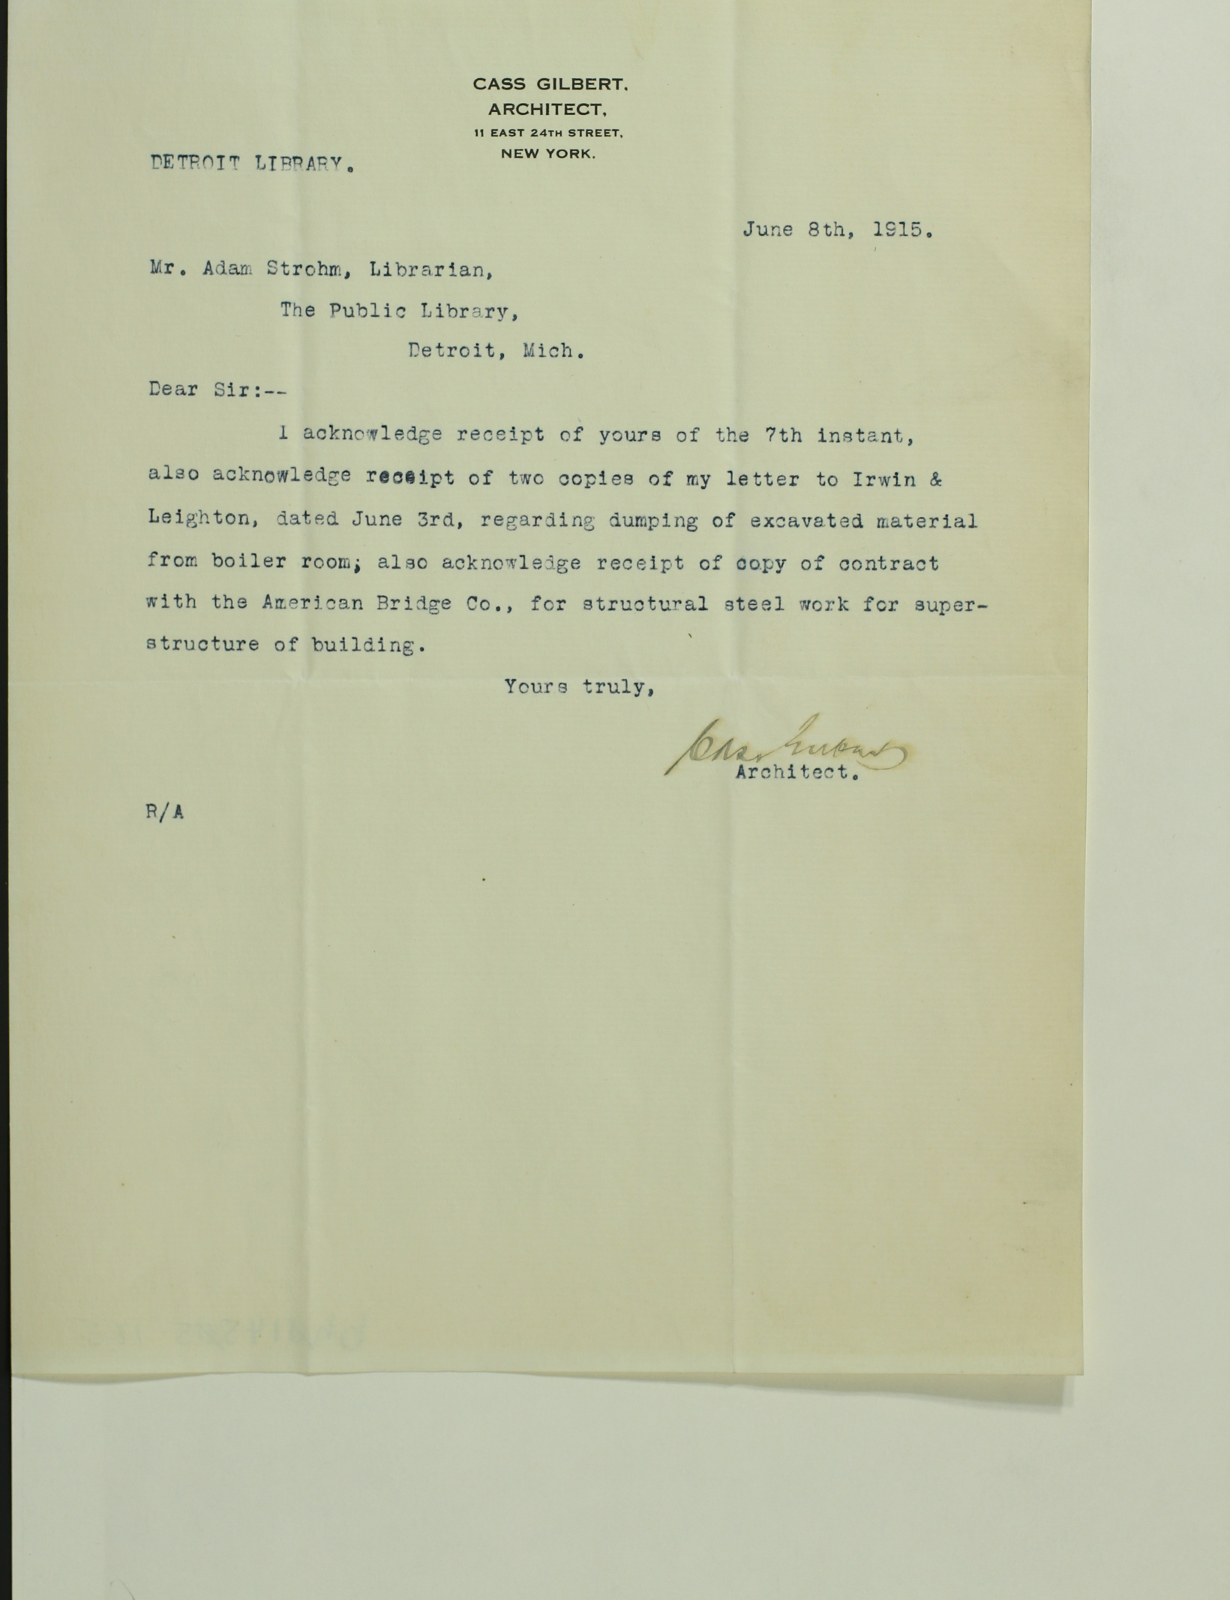 CASS GILBERT,
ARCHITECT,
11 EAST 24TH STREET,
NEW YORK.
DETROIT LIBRARY.
June 8th, 1915.
Mr. Adam Strohm, Librarian,
The Public Library,
Detroit, Mich.
Dear Sir:--
I acknowledge receipt of yours of the 7th instant,
also acknowledge receipt of two copies of my letter to Irwin &
Leighton, dated June 3rd, regarding dumping of excavated material
from boiler room; also acknowledge receipt of copy of contract
with the American Bridge Co., for structural steel work for super-
structure of building.
Yours truly,
Cass Gilbert
Architect.
R/A